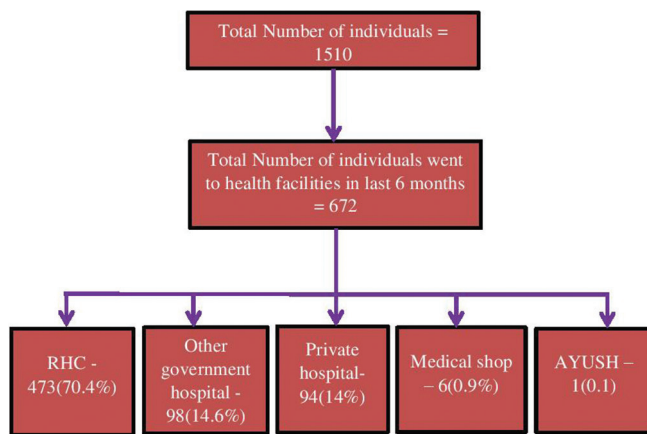 Total Number of individuals =
1510
Total Number of individuals went
to health facilities in last 6 months
= 672
RHC -
473(70.4%)
Other
government
hospital -
98(14.6%)
Private
hospital-
94(14%)
Medical shop
– 6(0.9%)
AYUSH –
1(0.1)